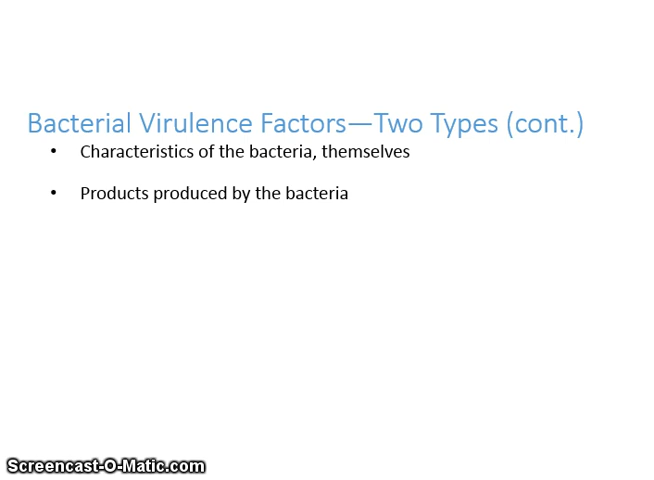 Bacterial Virulence Factors—Two Types (cont.)
• Characteristics of the bacteria, themselves
• Products produced by the bacteria
Screencast-O-Matic.com